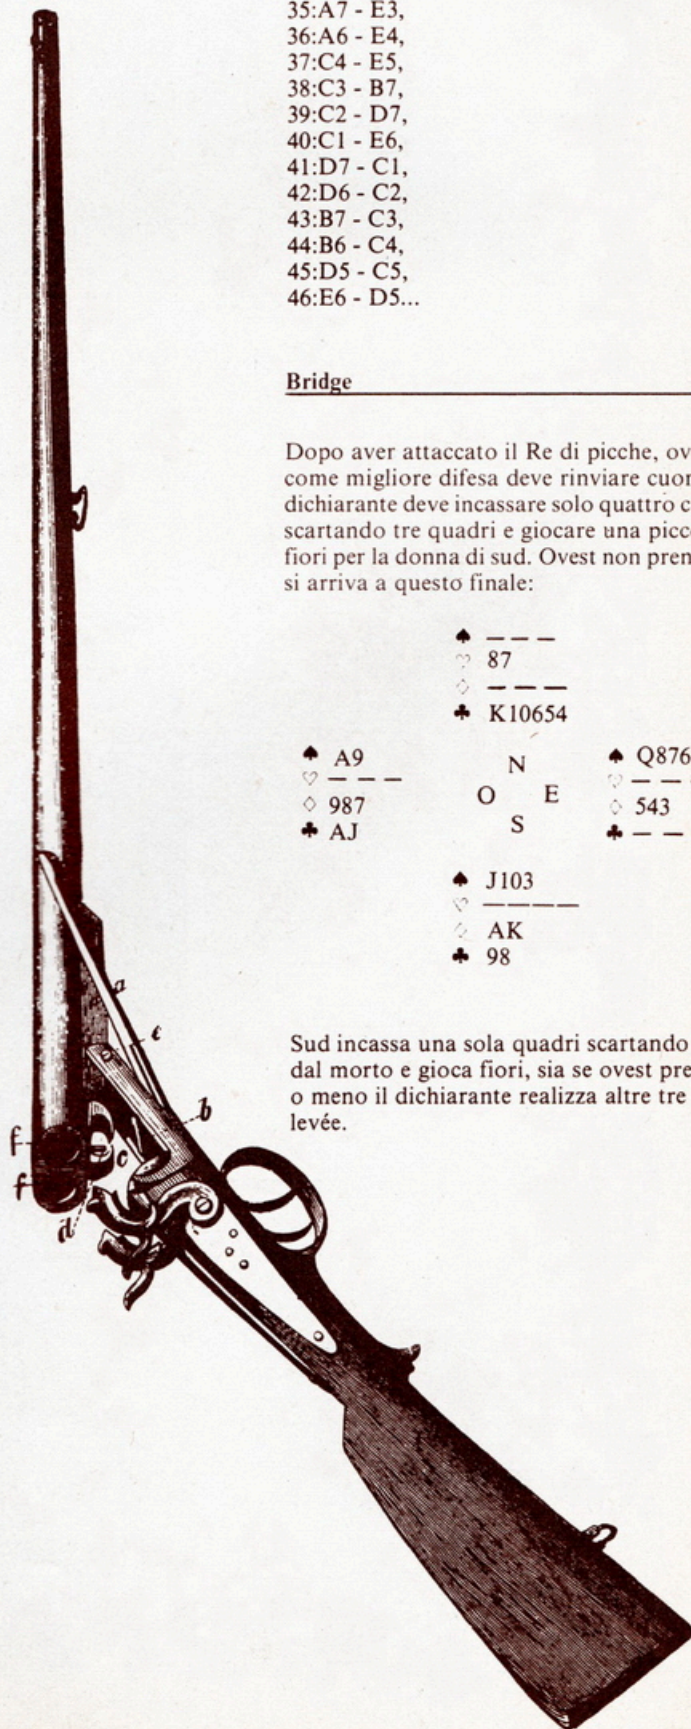 35:A7 - E3,
36:A6 - E4,
37:C4 - E5,
38:C3 - B7,
39:C2 - D7,
40:C1 - E6,
41:D7 - C1,
42:D6 - C2,
43:B7 - C3,
44:B6 - C4,
45:D5 - C5,
46:E6 - D5...
Bridge
Dopo aver attaccato il Re di picche, ov
come migliore difesa deve rinviare cuor
dichiarante deve incassare solo quattro c
scartando tre quadri e giocare una picc
fiori per la donna di sud. Ovest non pren
si arriva a questo finale:
♠ – – –
♡ 87
♢ – – –
♣ K10654
♠ A9
♡ – – –
♢ 987
♣ AJ
N
O E
S
♠ Q876
♡ – –
♢ 543
♣ – –
♠ J103
♡ – – – –
♢ AK
♣ 98
Sud incassa una sola quadri scartando
dal morto e gioca fiori, sia se ovest pre
o meno il dichiarante realizza altre tre
levée.
a
c
b
f
c
f
d